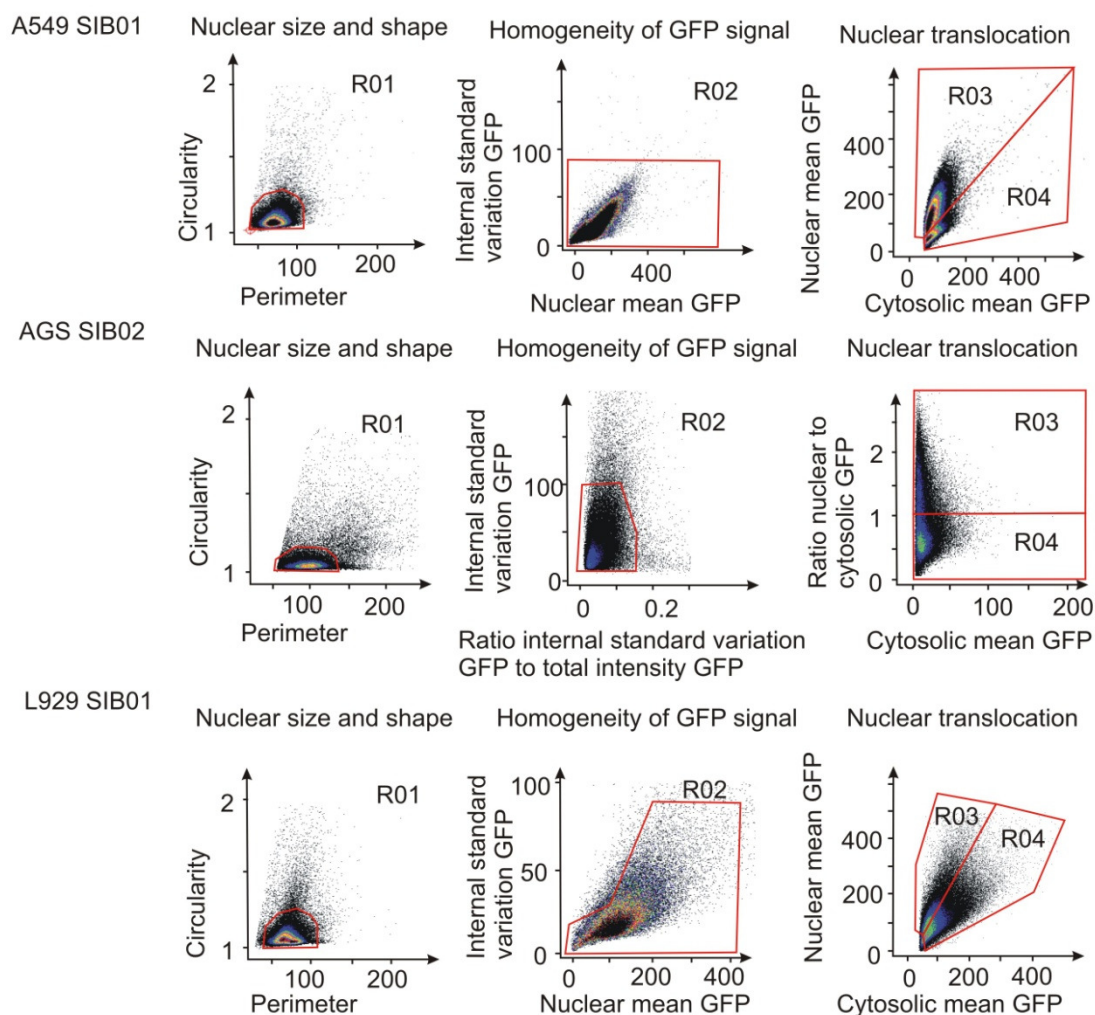 A549 SIB01
Nuclear size and shape
2
R01
Circularity
1
100 200
Perimeter
Homogeneity of GFP signal
R02
Internal standard
variation GFP
100
0
0 400
Nuclear mean GFP
Nuclear translocation
R03
R04
Nuclear mean GFP
400
200
0
0 200 400
Cytosolic mean GFP
AGS SIB02
Nuclear size and shape
2
R01
Circularity
1
100 200
Perimeter
Homogeneity of GFP signal
R02
Internal standard
variation GFP
100
0
0 0.2
Ratio internal standard variation
GFP to total intensity GFP
Nuclear translocation
R03
R04
Ratio nuclear to
cytosolic GFP
2
1
0
0 100 200
Cytosolic mean GFP
L929 SIB01
Nuclear size and shape
2
R01
Circularity
1
100 200
Perimeter
Homogeneity of GFP signal
R02
Internal standard
variation GFP
100
50
0
0 200 400
Nuclear mean GFP
Nuclear translocation
R03
R04
Nuclear mean GFP
400
200
0
0 200 400
Cytosolic mean GFP